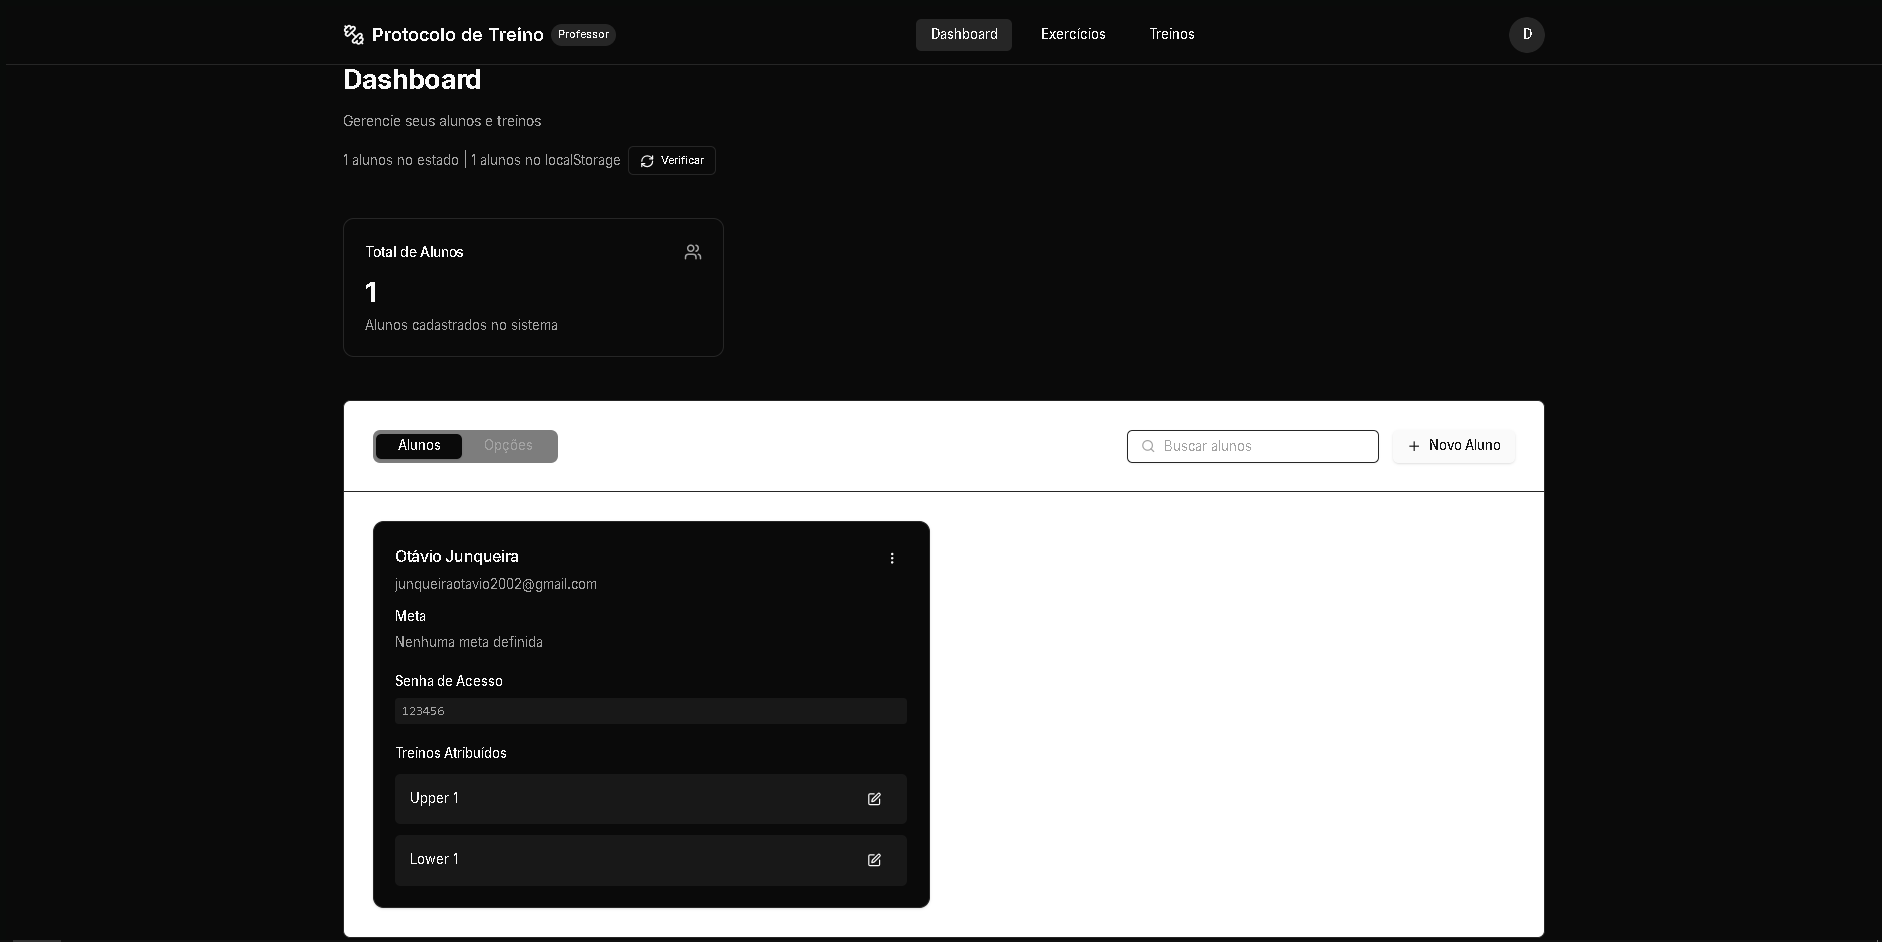 Protocolo de Treino Professor Dashboard Exercícios Treinos D
Dashboard
Gerencie seus alunos e treinos
1 alunos no estado | 1 alunos no localStorage Verificar
Total de Alunos
1
Alunos cadastrados no sistema
Alunos Opções Buscar alunos Novo Aluno
Otávio Junqueira
junqueiraotavio2002@gmail.com
Meta
Nenhuma meta definida
Senha de Acesso
123456
Treinos Atribuídos
Upper 1
Lower 1